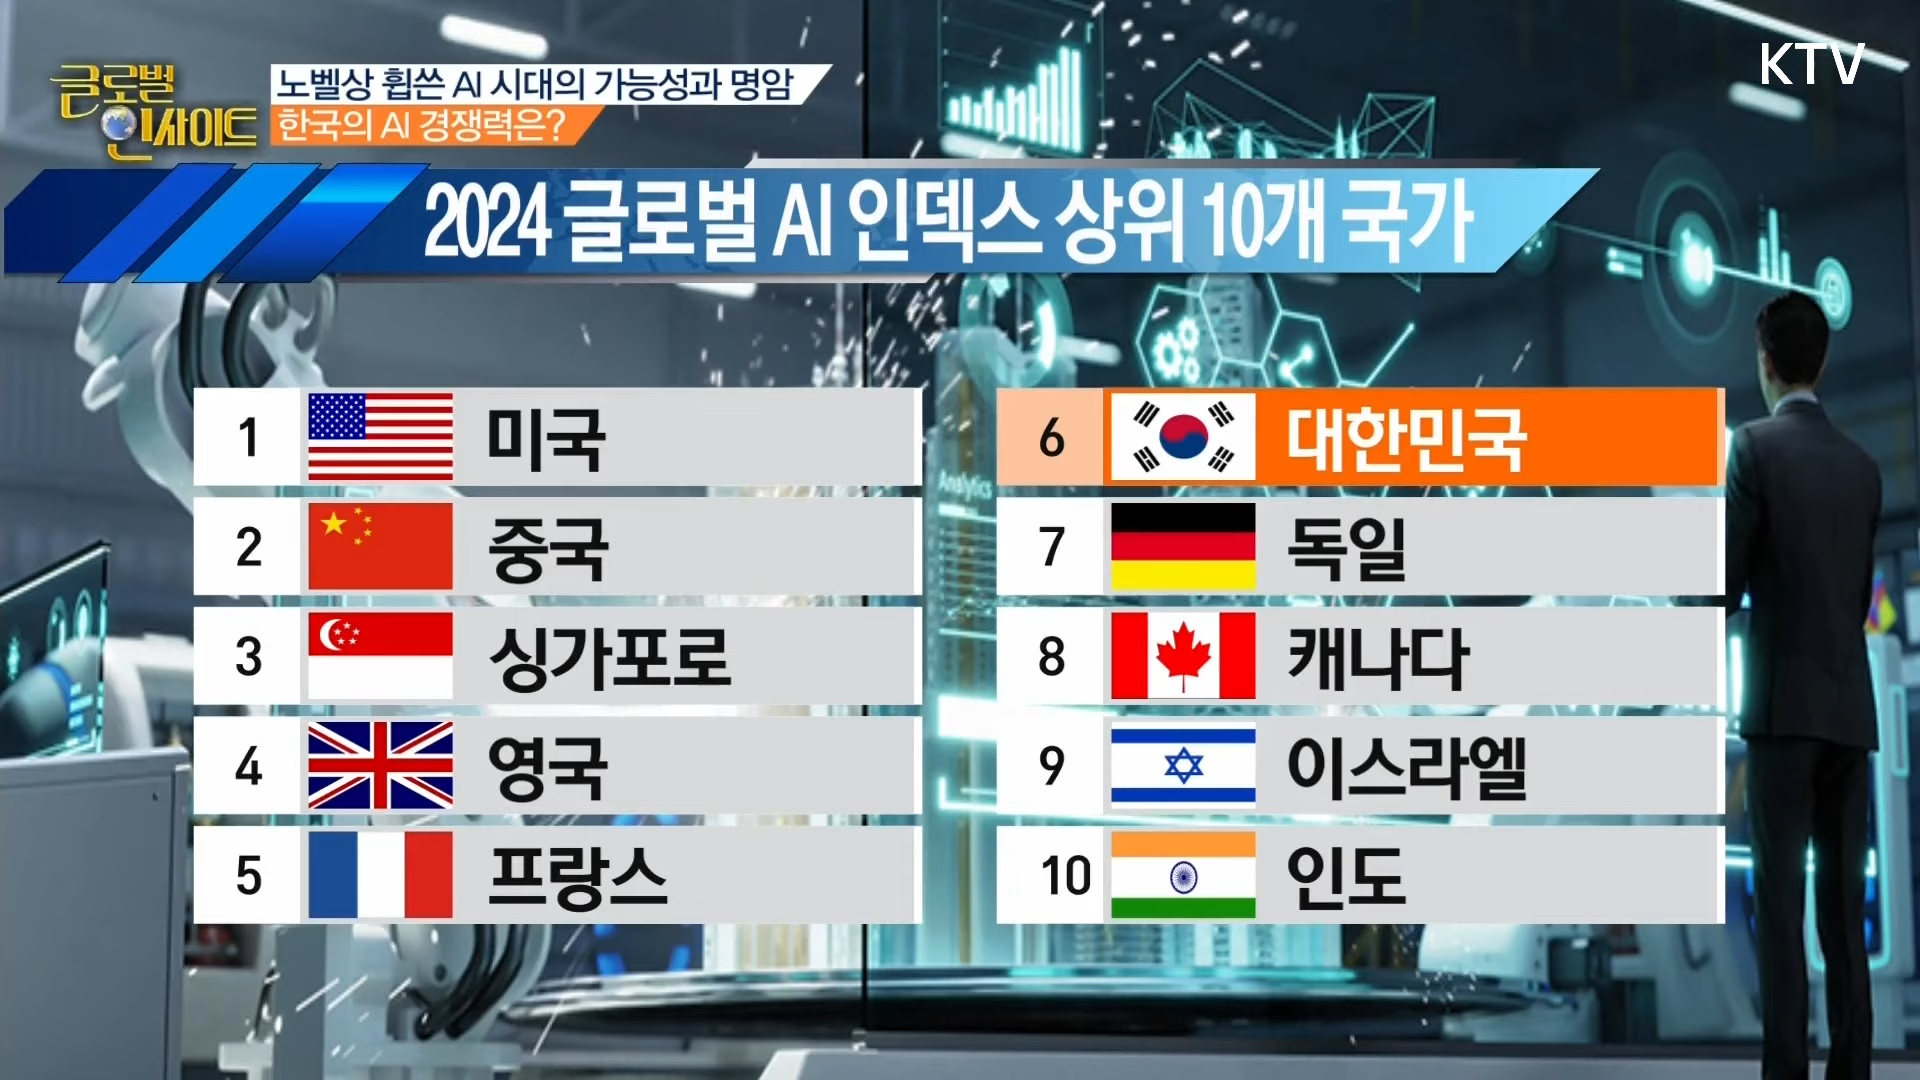 글로벌 인사이트
노벨상 휩쓴 AI 시대의 가능성과 명암
한국의 AI 경쟁력은?
KTV
2024 글로벌 AI 인덱스 상위 10개 국가
1 미국
2 중국
3 싱가포르
4 영국
5 프랑스
6 대한민국
7 독일
8 캐나다
9 이스라엘
10 인도
Analytics